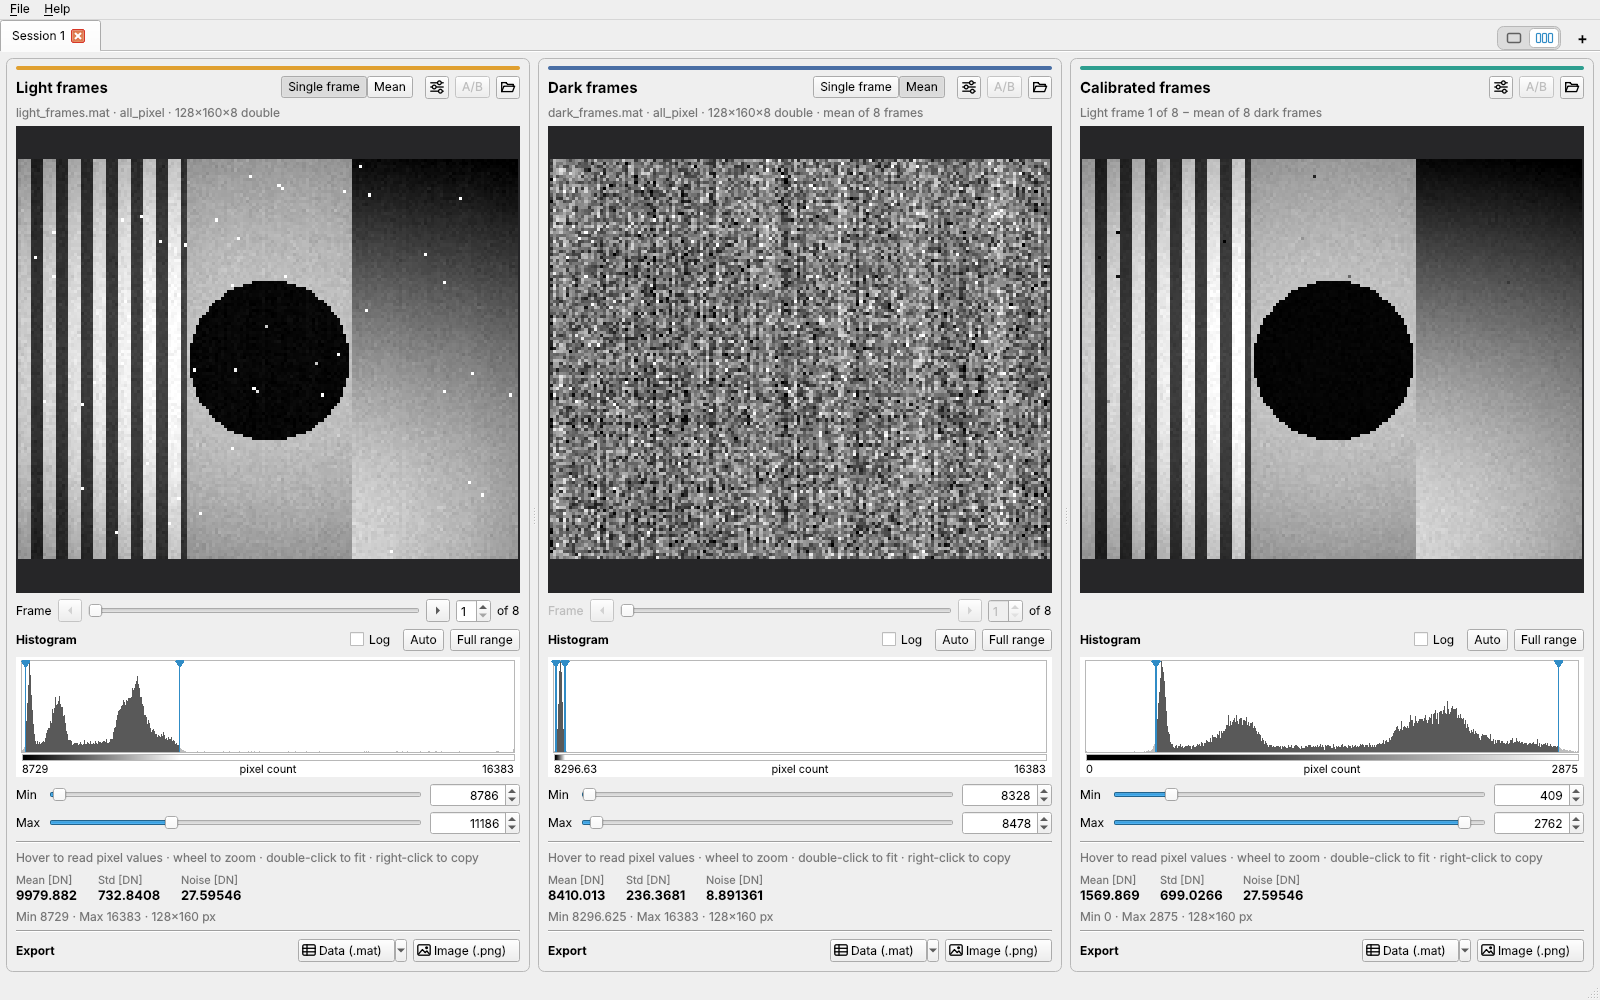 File Help
Session 1
+
Light frames Single frame Mean A/B
light_frames.mat · all_pixel · 128×160×8 double
Frame 1 of 8
Histogram Log Auto Full range
8729 pixel count 16383
Min 8786
Max 11186
Hover to read pixel values · wheel to zoom · double-click to fit · right-click to copy
Mean [DN] Std [DN] Noise [DN]
9979.882 732.8408 27.59546
Min 8729 · Max 16383 · 128×160 px
Export Data (.mat) Image (.png)
Dark frames Single frame Mean A/B
dark_frames.mat · all_pixel · 128×160×8 double · mean of 8 frames
Frame 1 of 8
Histogram Log Auto Full range
8296.63 pixel count 16383
Min 8328
Max 8478
Hover to read pixel values · wheel to zoom · double-click to fit · right-click to copy
Mean [DN] Std [DN] Noise [DN]
8410.013 236.3681 8.891361
Min 8296.625 · Max 16383 · 128×160 px
Export Data (.mat) Image (.png)
Calibrated frames A/B
Light frame 1 of 8 − mean of 8 dark frames
Histogram Log Auto Full range
0 pixel count 2875
Min 409
Max 2762
Hover to read pixel values · wheel to zoom · double-click to fit · right-click to copy
Mean [DN] Std [DN] Noise [DN]
1569.869 699.0266 27.59546
Min 0 · Max 2875 · 128×160 px
Export Data (.mat) Image (.png)